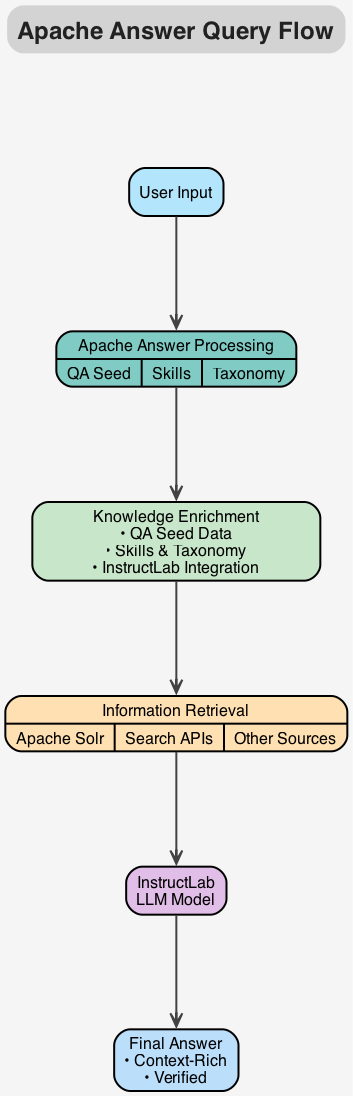 Apache Answer Query Flow
User Input
Apache Answer Processing
QA Seed Skills Taxonomy
Knowledge Enrichment
• QA Seed Data
• Skills & Taxonomy
• InstructLab Integration
Information Retrieval
Apache Solr Search APIs Other Sources
InstructLab
LLM Model
Final Answer
• Context-Rich
• Verified